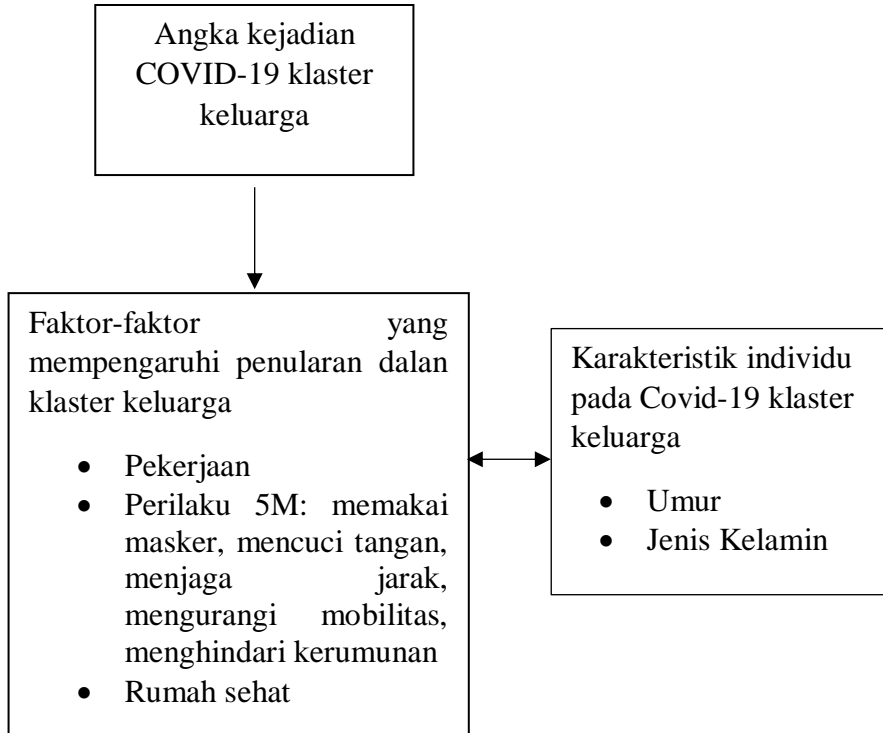 Angka kejadian
COVID-19 klaster
keluarga
Faktor-faktor yang
mempengaruhi penularan dalan
klaster keluarga
• Pekerjaan
• Perilaku 5M: memakai
masker, mencuci tangan,
menjaga jarak,
mengurangi mobilitas,
menghindari kerumunan
• Rumah sehat
Karakteristik individu
pada Covid-19 klaster
keluarga
• Umur
• Jenis Kelamin